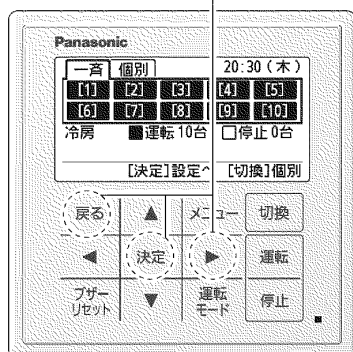 Panasonic
一斉 個別 20:30(木)
[1] [2] [3] [4] [5]
[6] [7] [8] [9] [10]
冷房 ■運転10台 □停止0台
[決定]設定へ [切換]個別
戻る ▲ メニュー 切換
◀ 決定 ▶ 運転
ブザー
リセット ▼ 運転
モード 停止